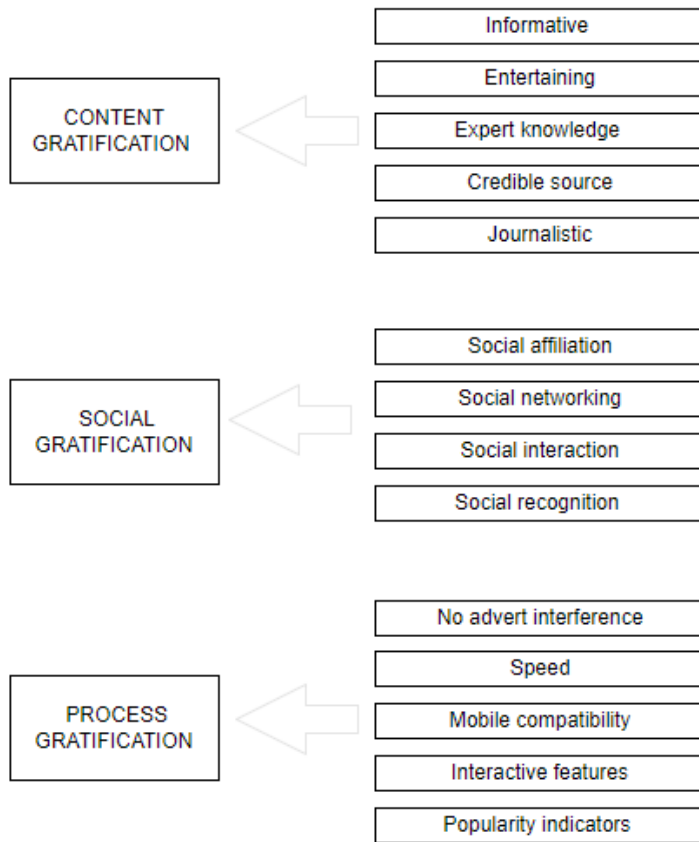 Informative
Entertaining
CONTENT
GRATIFICATION
Expert knowledge
Credible source
Journalistic
Social affiliation
Social networking
SOCIAL
GRATIFICATION
Social interaction
Social recognition
No advert interference
Speed
PROCESS
GRATIFICATION
Mobile compatibility
Interactive features
Popularity indicators